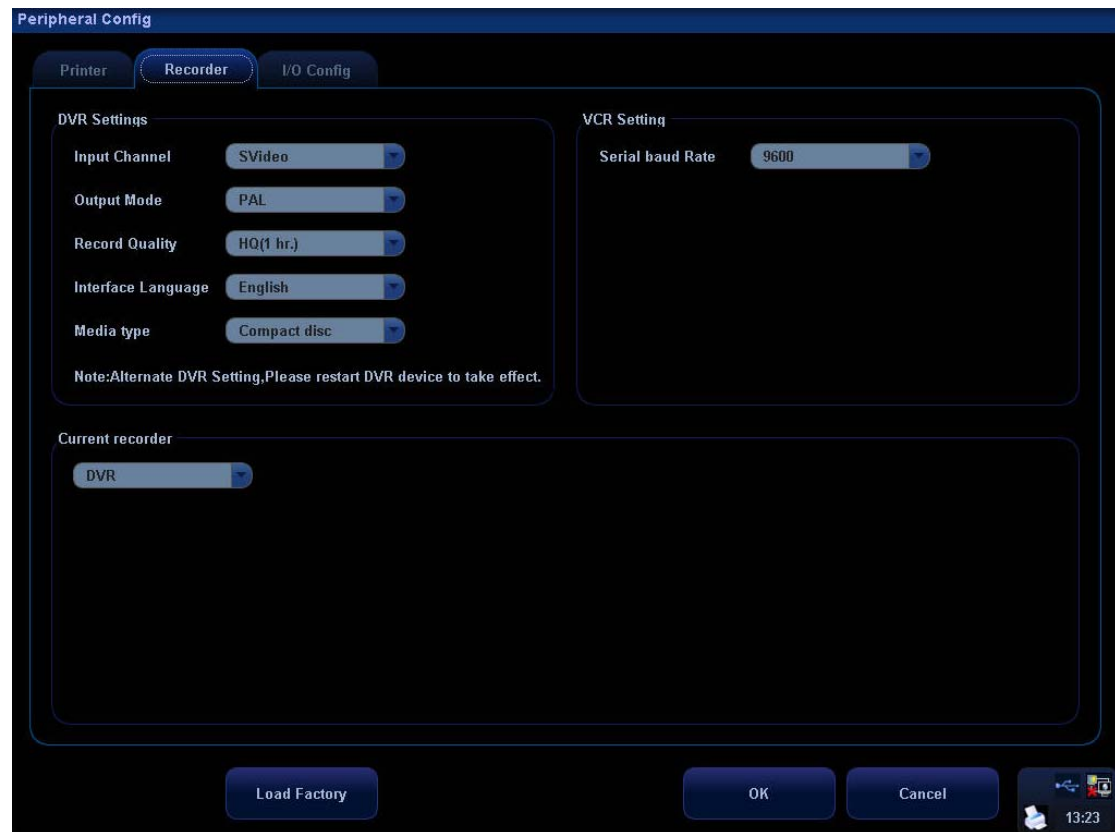 Peripheral Config
Printer Recorder I/O Config
DVR Settings
Input Channel SVideo
Output Mode PAL
Record Quality HQ(1 hr.)
Interface Language English
Media type Compact disc
Note:Alternate DVR Setting,Please restart DVR device to take effect.
VCR Setting
Serial baud Rate 9600
Current recorder
DVR
Load Factory OK Cancel
13:23